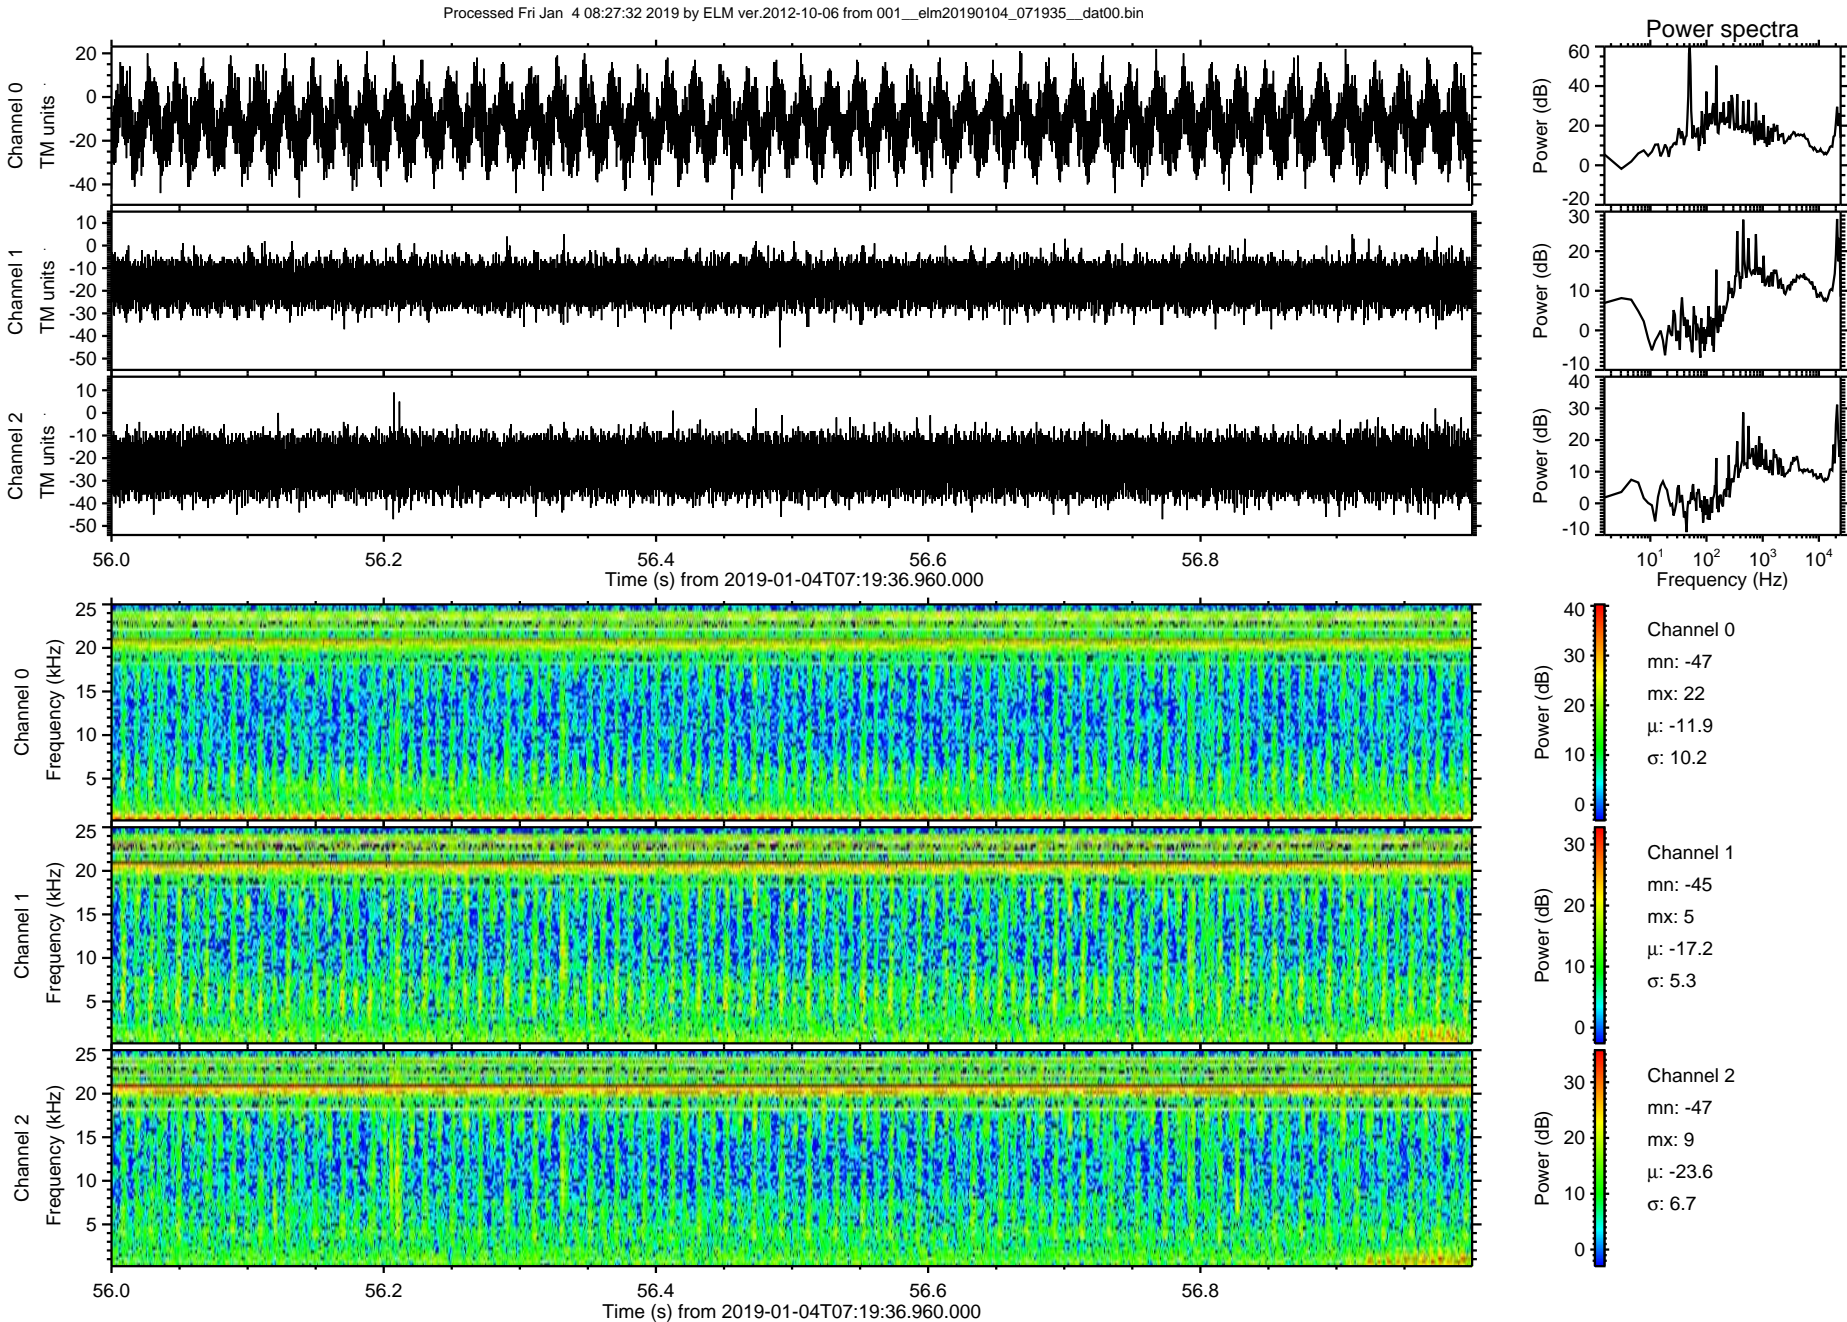 Processed Fri Jan  4 08:27:32 2019 by ELM ver.2012-10-06 from 001__elm20190104_071935__dat00.bin
Power spectra
Channel 0
TM units
20
0
-20
-40
Power (dB)
60
40
20
0
-20
Channel 1
TM units
10
0
-10
-20
-30
-40
-50
Power (dB)
30
20
10
0
-10
Channel 2
TM units
10
0
-10
-20
-30
-40
-50
Power (dB)
40
30
20
10
0
-10
56.0 56.2 56.4 56.6 56.8
Time (s) from 2019-01-04T07:19:36.960.000
10^1 10^2 10^3 10^4
Frequency (Hz)
Channel 0
Frequency (kHz)
25
20
15
10
5
Power (dB)
40
30
20
10
0
Channel 0
mn: -47
mx: 22
μ: -11.9
σ: 10.2
Channel 1
Frequency (kHz)
25
20
15
10
5
Power (dB)
30
20
10
0
Channel 1
mn: -45
mx: 5
μ: -17.2
σ: 5.3
Channel 2
Frequency (kHz)
25
20
15
10
5
Power (dB)
30
20
10
0
Channel 2
mn: -47
mx: 9
μ: -23.6
σ: 6.7
56.0 56.2 56.4 56.6 56.8
Time (s) from 2019-01-04T07:19:36.960.000